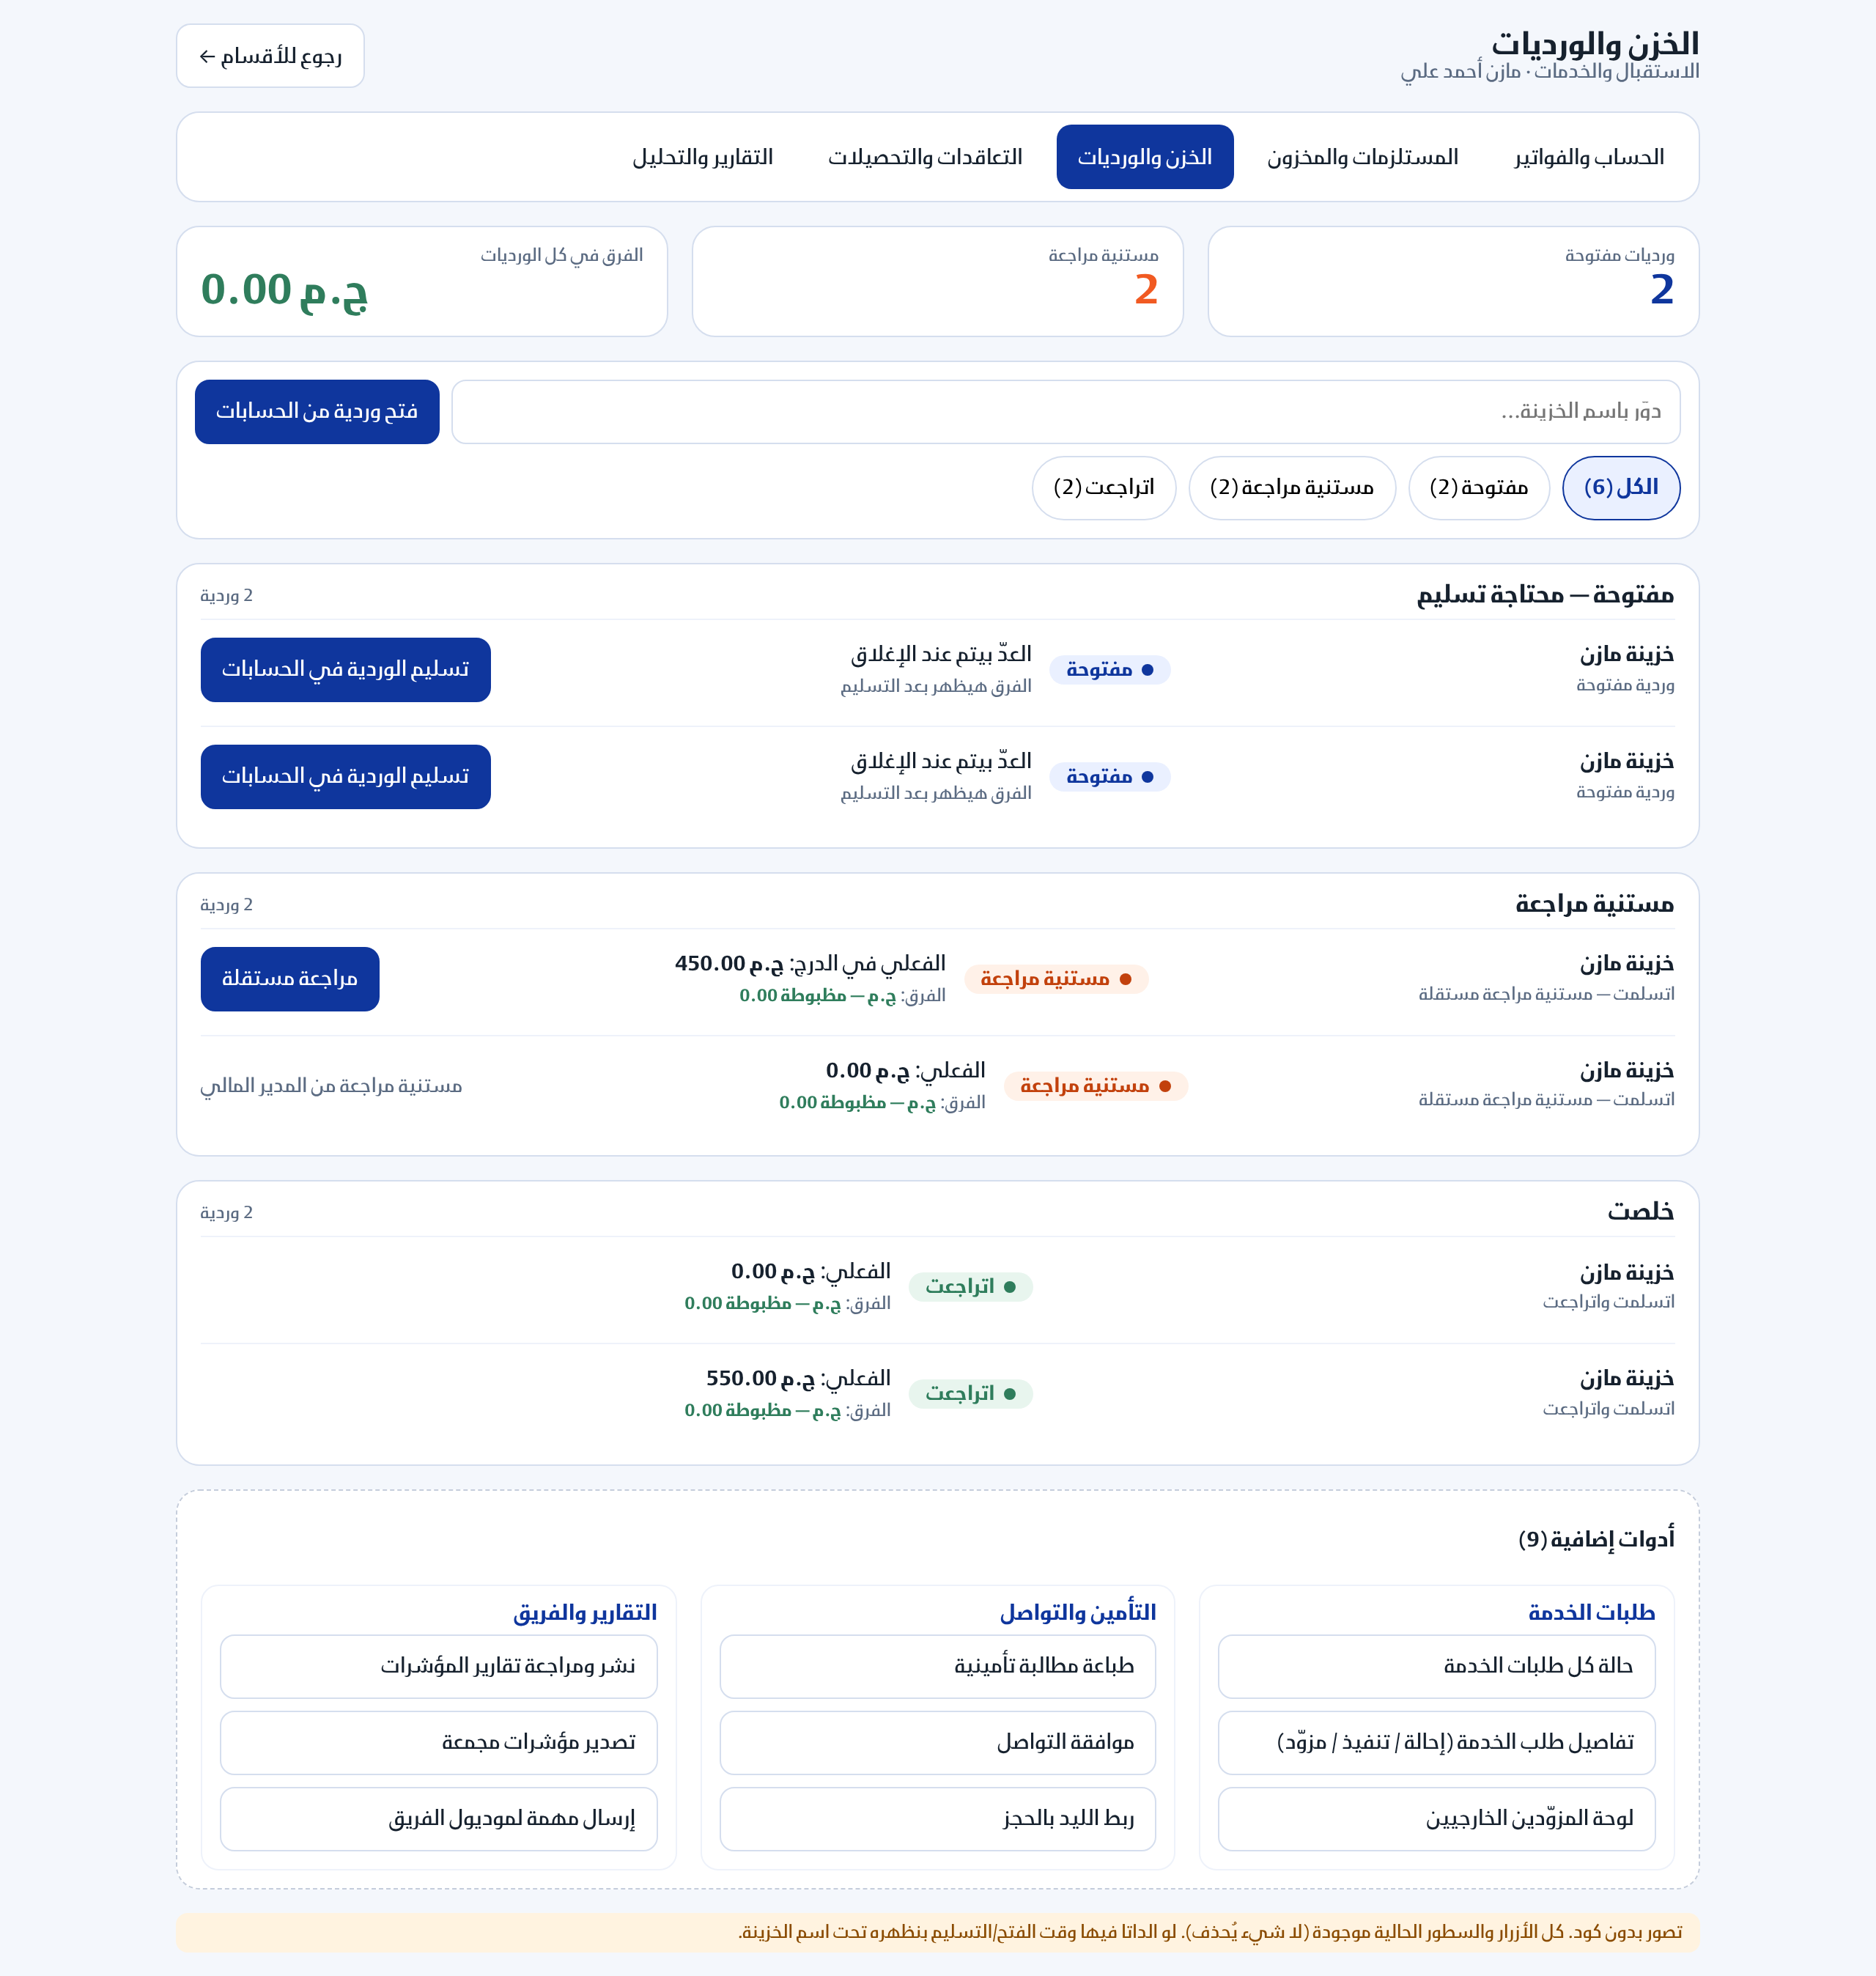 الخزن والورديات
الاستقبال والخدمات · مازن أحمد علي
رجوع للأقسام ←
الحساب والفواتير
المستلزمات والمخزون
الخزن والورديات
التعاقدات والتحصيلات
التقارير والتحليل
ورديات مفتوحة
2
مستنية مراجعة
2
الفرق في كل الورديات
ج.م 0.00
دوّر باسم الخزينة...
فتح وردية من الحسابات
الكل (6)
مفتوحة (2)
مستنية مراجعة (2)
اتراجعت (2)
مفتوحة — محتاجة تسليم
2 وردية
خزينة مازن
وردية مفتوحة
مفتوحة
العدّ بيتم عند الإغلاق
الفرق هيظهر بعد التسليم
تسليم الوردية في الحسابات
خزينة مازن
وردية مفتوحة
مفتوحة
العدّ بيتم عند الإغلاق
الفرق هيظهر بعد التسليم
تسليم الوردية في الحسابات
مستنية مراجعة
2 وردية
خزينة مازن
اتسلمت — مستنية مراجعة مستقلة
مستنية مراجعة
الفعلي في الدرج: ج.م 450.00
الفرق: ج.م — مظبوطة 0.00
مراجعة مستقلة
خزينة مازن
اتسلمت — مستنية مراجعة مستقلة
مستنية مراجعة
الفعلي: ج.م 0.00
الفرق: ج.م — مظبوطة 0.00
مستنية مراجعة من المدير المالي
خلصت
2 وردية
خزينة مازن
اتسلمت واتراجعت
اتراجعت
الفعلي: ج.م 0.00
الفرق: ج.م — مظبوطة 0.00
خزينة مازن
اتسلمت واتراجعت
اتراجعت
الفعلي: ج.م 550.00
الفرق: ج.م — مظبوطة 0.00
أدوات إضافية (9)
طلبات الخدمة
حالة كل طلبات الخدمة
تفاصيل طلب الخدمة (إحالة / تنفيذ / مزوّد)
لوحة المزوّدين الخارجيين
التأمين والتواصل
طباعة مطالبة تأمينية
موافقة التواصل
ربط الليد بالحجز
التقارير والفريق
نشر ومراجعة تقارير المؤشرات
تصدير مؤشرات مجمعة
إرسال مهمة لموديول الفريق
تصور بدون كود. كل الأزرار والسطور الحالية موجودة (لا شيء يُحذف). لو الداتا فيها وقت الفتح/التسليم بنظهره تحت اسم الخزينة.